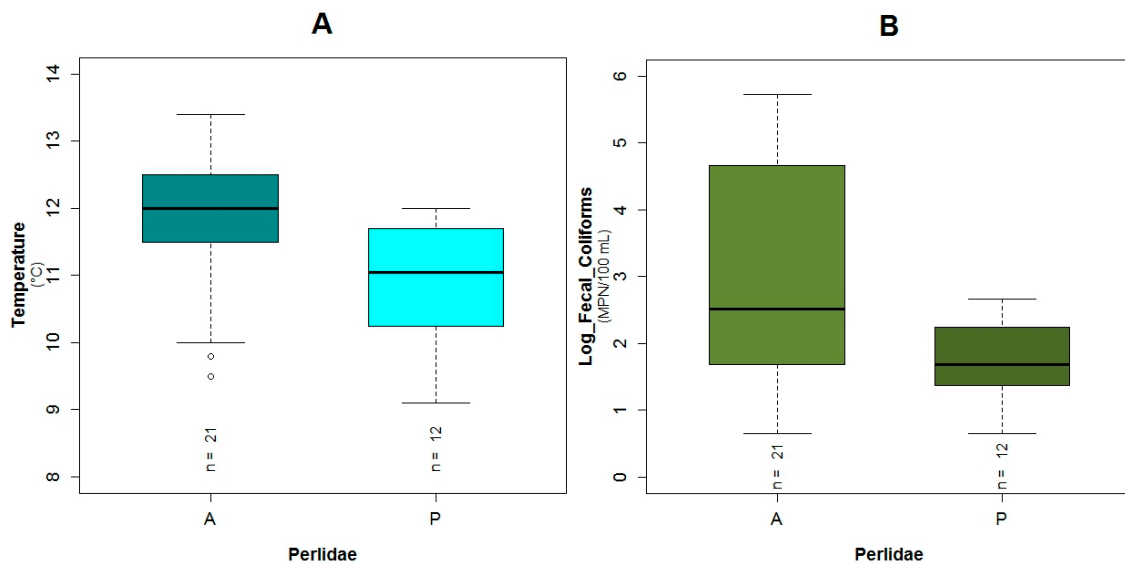 A
Temperature
(°C)
14
13
12
11
10
9
8
n = 21
n = 12
A
P
Perlidae
B
Log_Fecal_Coliforms
(MPN/100 mL)
6
5
4
3
2
1
0
n = 21
n = 12
A
P
Perlidae